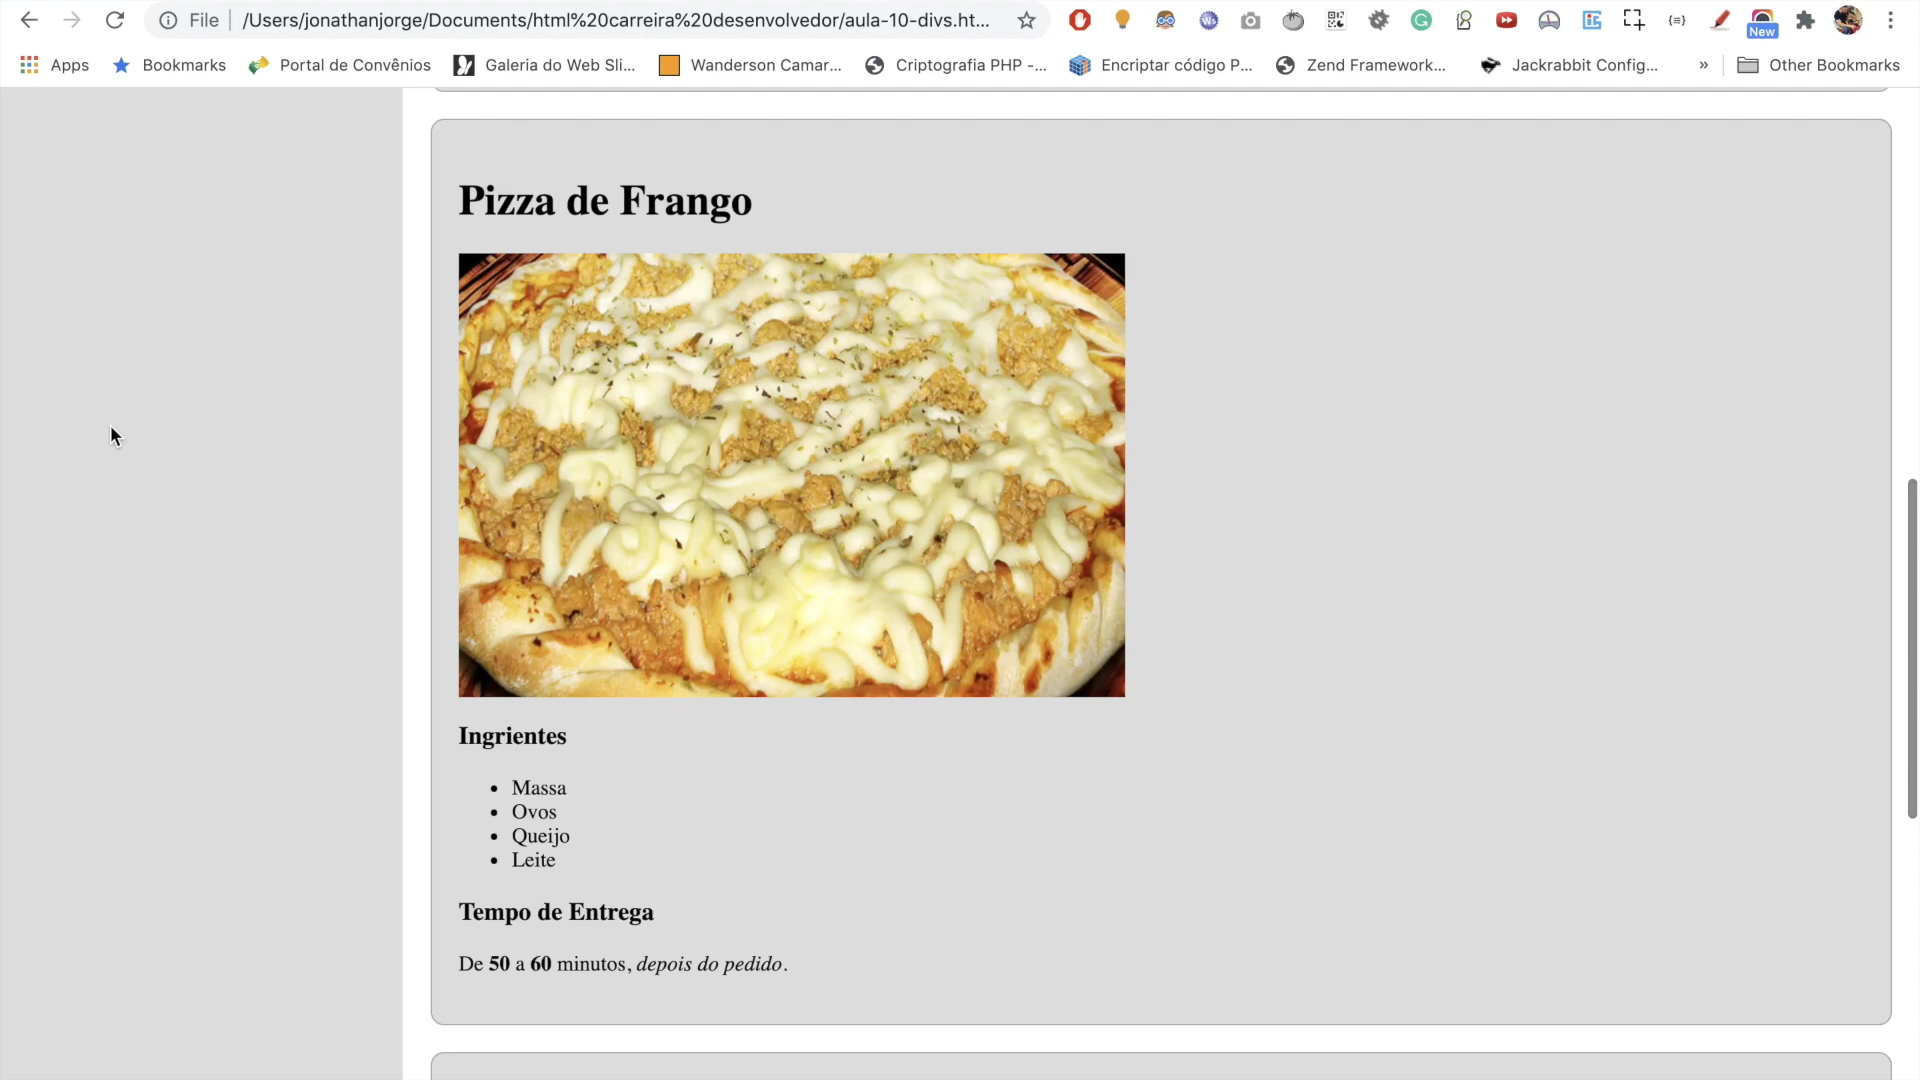 File /Users/jonathanjorge/Documents/html%20carreira%20desenvolvedor/aula-10-divs.ht...
New
Apps Bookmarks Portal de Convênios Galeria do Web Sli... Wanderson Camar... Criptografia PHP -... Encriptar código P... Zend Framework... Jackrabbit Config... » Other Bookmarks
Pizza de Frango
Ingrientes
• Massa
• Ovos
• Queijo
• Leite
Tempo de Entrega
De 50 a 60 minutos, depois do pedido.